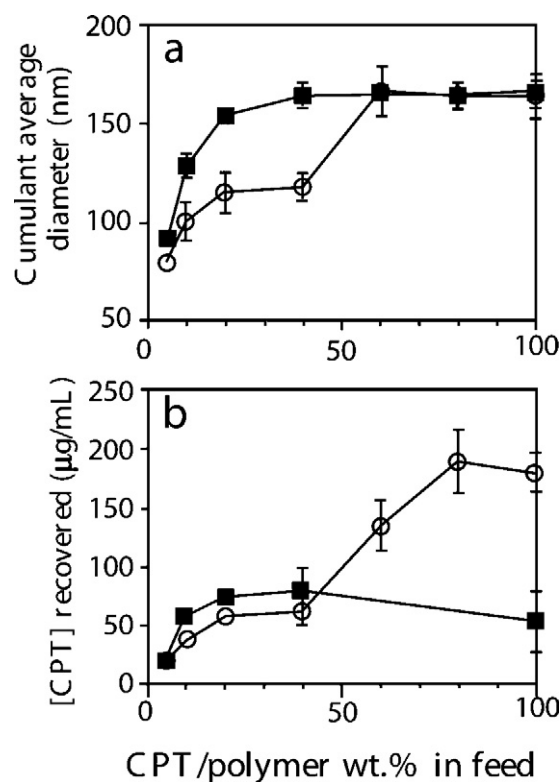 a
Cumulant average
diameter (nm)
200
150
100
50
0
50
100
b
[CPT] recovered (µg/mL)
250
200
150
100
50
0
0
50
100
CPT/polymer wt.% in feed